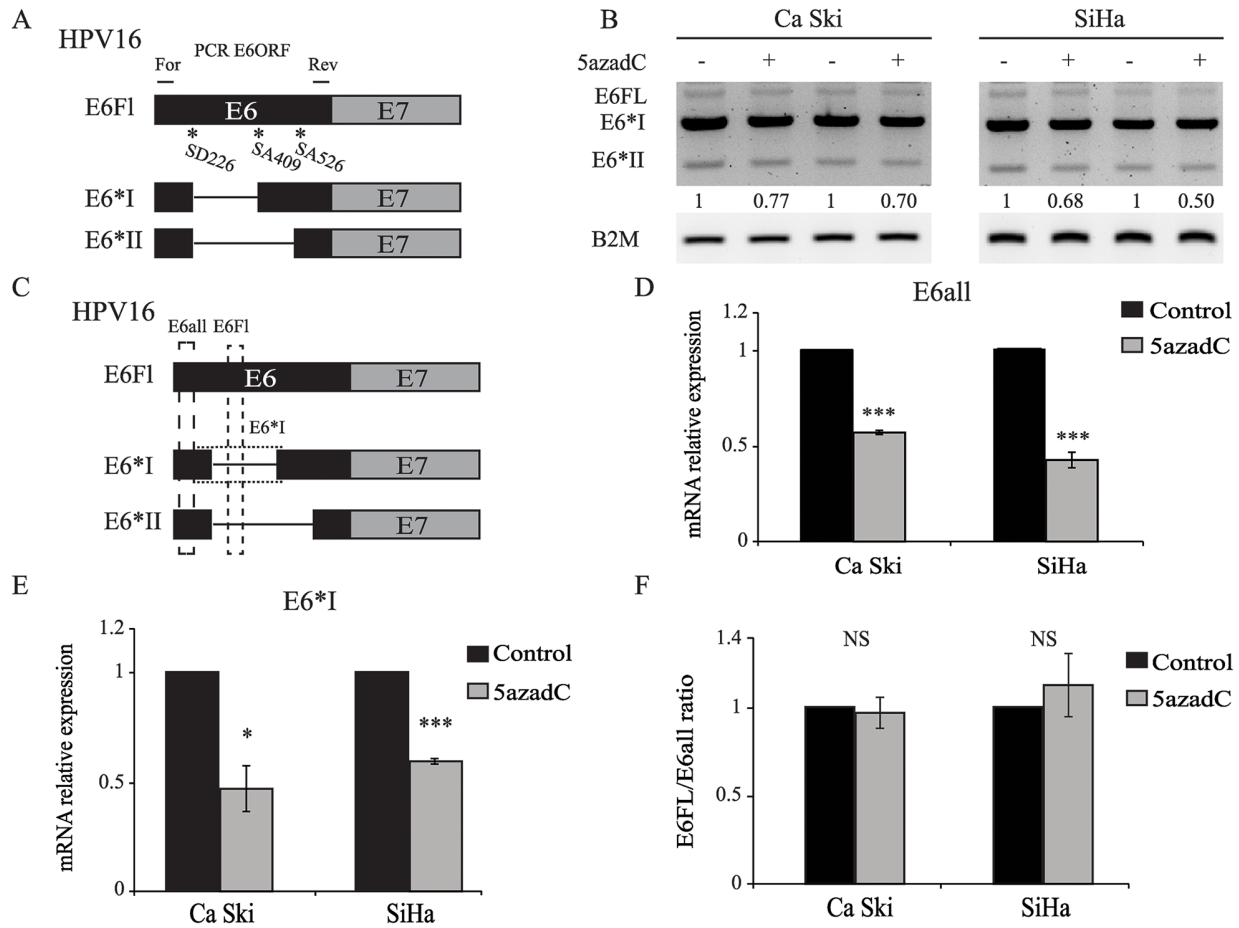 A
HPV16
PCR E6ORF
For
Rev
E6Fl
E6
E7
* * *
SD226
SA409
SA526
E6*I
E7
E6*II
E7
B
Ca Ski
SiHa
5azadC
- + - + - + - +
E6FL
E6*I
E6*II
1 0.77 1 0.70 1 0.68 1 0.50
B2M
C
HPV16
E6all
E6Fl
E6Fl
E6
E7
E6*I
E6*I
E7
E6*II
E7
D
E6all
mRNA relative expression
1.2
1
0.5
0
***
***
Ca Ski
SiHa
Control
5azadC
E
E6*I
mRNA relative expression
1.2
1
0.5
0
*
***
Ca Ski
SiHa
Control
5azadC
F
E6FL/E6all ratio
1.4
1
0.5
0
NS
NS
Ca Ski
SiHa
Control
5azadC